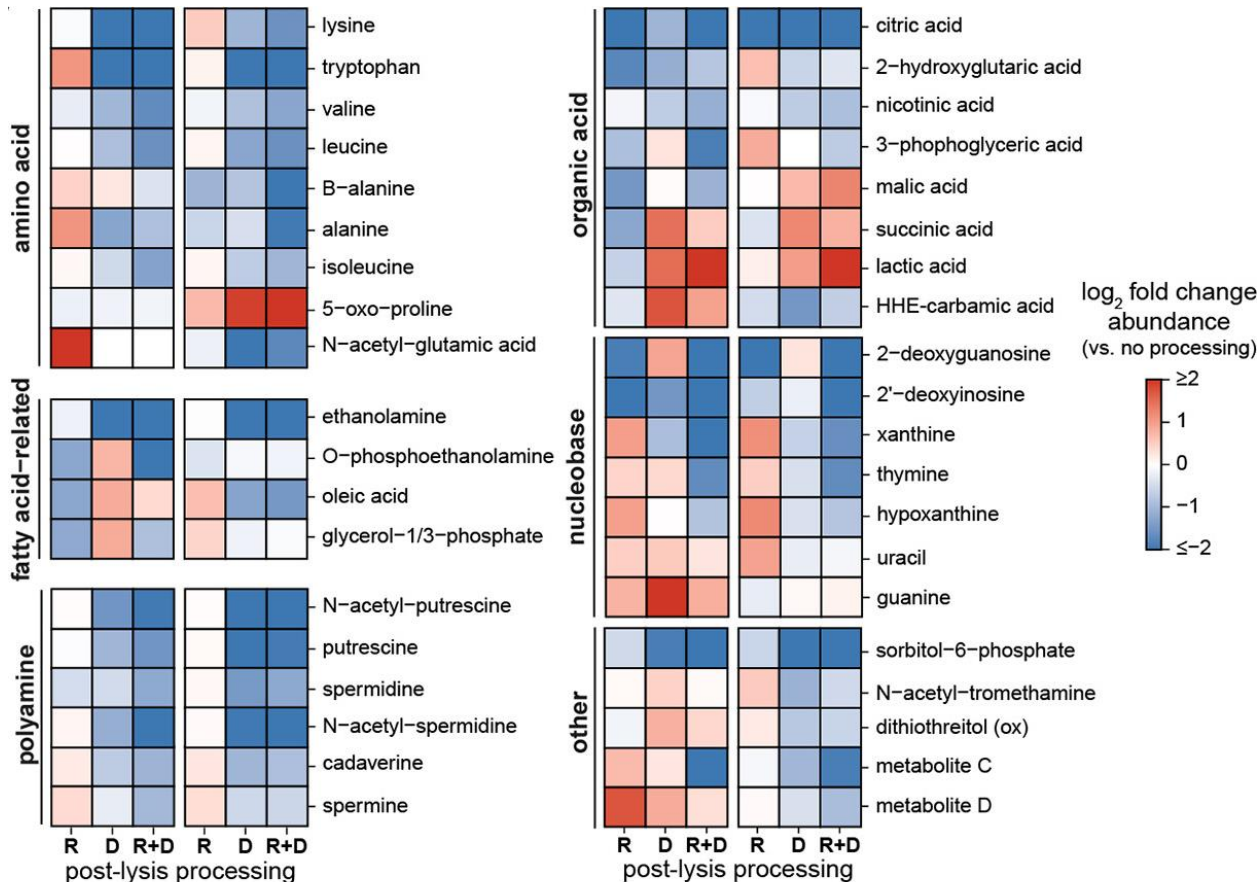 amino acid
lysine
tryptophan
valine
leucine
B−alanine
alanine
isoleucine
5−oxo−proline
N−acetyl−glutamic acid
fatty acid−related
ethanolamine
O−phosphoethanolamine
oleic acid
glycerol−1/3−phosphate
polyamine
N−acetyl−putrescine
putrescine
spermidine
N−acetyl−spermidine
cadaverine
spermine
R D R+D R D R+D
post-lysis processing
organic acid
citric acid
2−hydroxyglutaric acid
nicotinic acid
3−phophoglyceric acid
malic acid
succinic acid
lactic acid
HHE-carbamic acid
nucleobase
2−deoxyguanosine
2'−deoxyinosine
xanthine
thymine
hypoxanthine
uracil
guanine
other
sorbitol−6−phosphate
N−acetyl−tromethamine
dithiothreitol (ox)
metabolite C
metabolite D
R D R+D R D R+D
post-lysis processing
log₂ fold change
abundance
(vs. no processing)
≥2
1
0
−1
≤−2